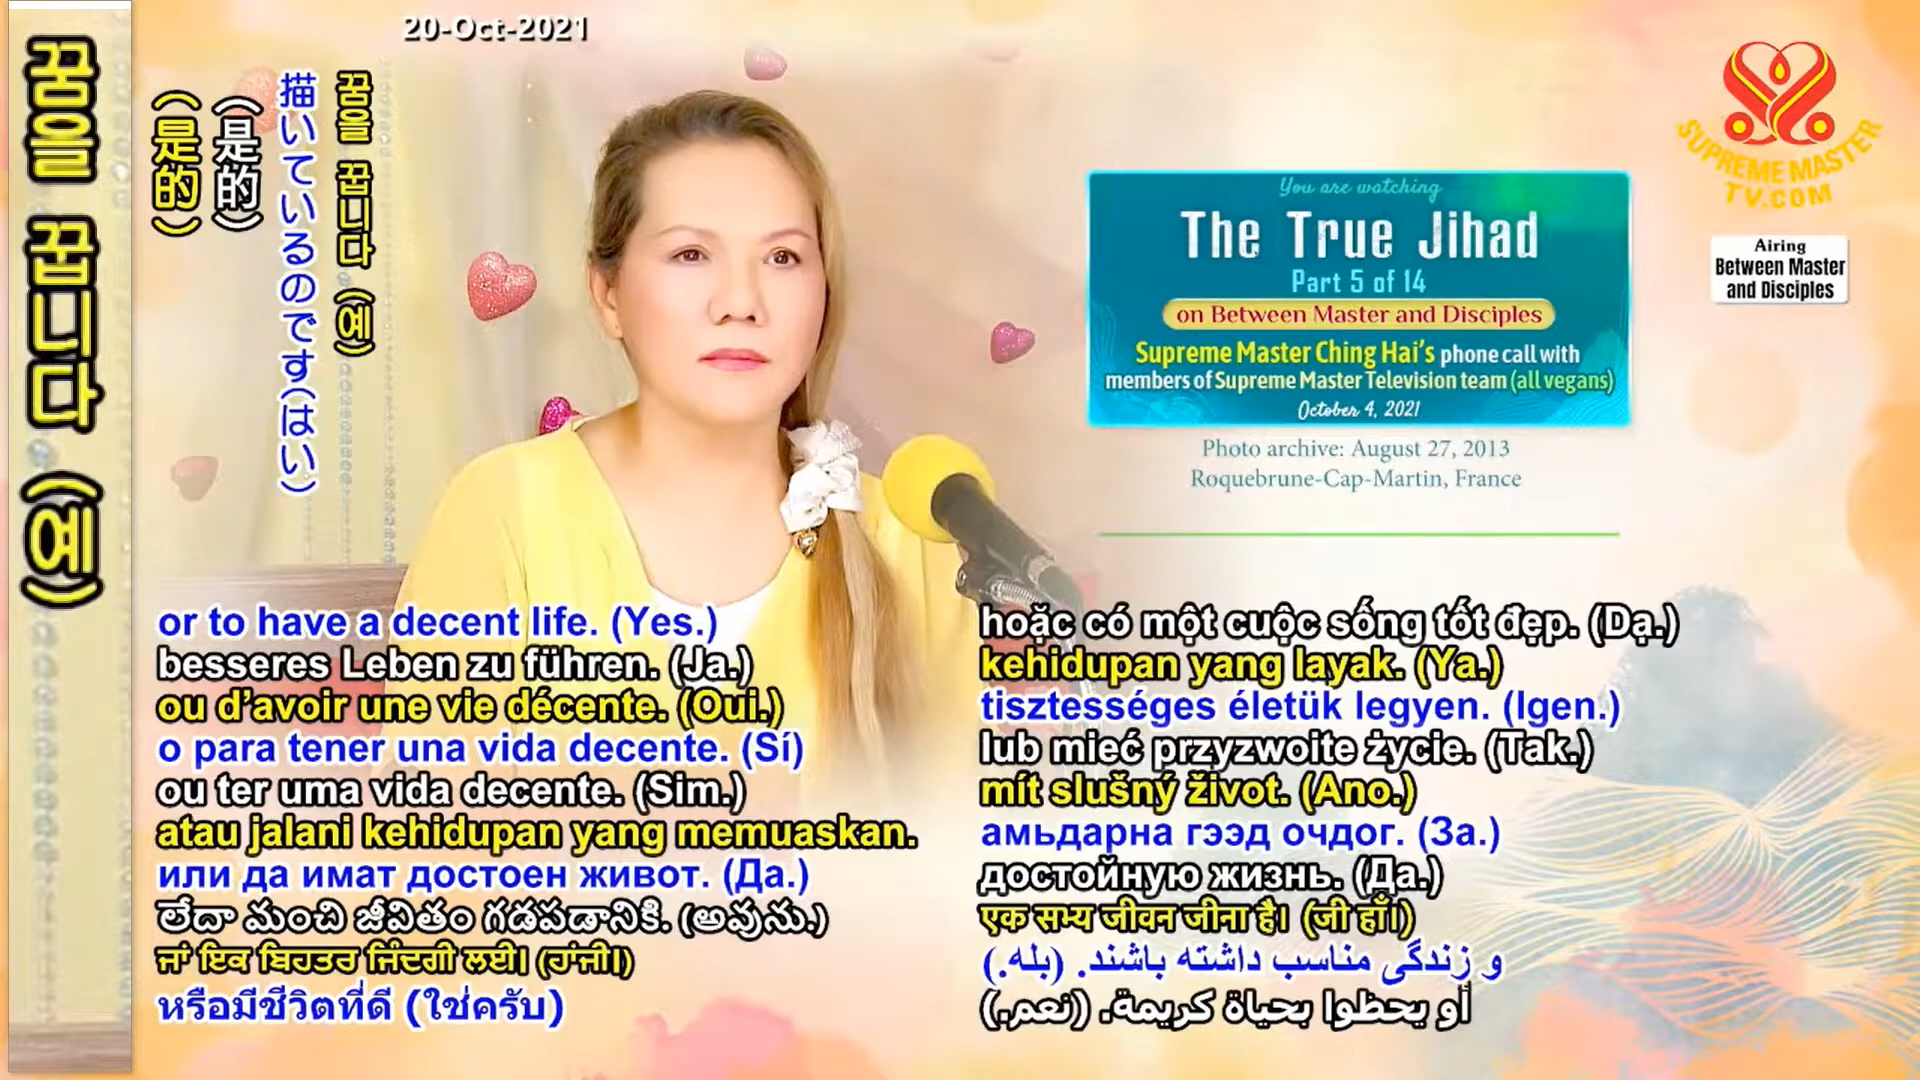 20-Oct-2021
꿈을 꿉니다 (예)
꿈을 꿉니다 (예)
描いているのです(はい)
(是的)
(是的)
SUPREME MASTER
TV.COM
Airing
Between Master
and Disciples
You are watching
The True Jihad
Part 5 of 14
on Between Master and Disciples
Supreme Master Ching Hai’s phone call with
members of Supreme Master Television team (all vegans)
October 4, 2021
Photo archive: August 27, 2013
Roquebrune-Cap-Martin, France
or to have a decent life. (Yes.)
besseres Leben zu führen. (Ja.)
ou d’avoir une vie décente. (Oui.)
o para tener una vida decente. (Sí)
ou ter uma vida decente. (Sim.)
atau jalani kehidupan yang memuaskan.
или да имат достоен живот. (Да.)
లేదా మంచి జీవితం గడపడానికి. (అవును.)
ਜਾਂ ਇਕ ਬਿਹਤਰ ਜਿੰਦਗੀ ਲਈ। (ਹਾਂਜੀ।)
หรือมีชีวิตที่ดี (ใช่ครับ)
hoặc có một cuộc sống tốt đẹp. (Dạ.)
kehidupan yang layak. (Ya.)
tisztességes életük legyen. (Igen.)
lub mieć przyzwoite życie. (Tak.)
mít slušný život. (Ano.)
амьдарна гээд очдог. (За.)
достойную жизнь. (Да.)
एक सभ्य जीवन जीना है। (जी हाँ।)
و زندگی مناسب داشته باشند. (بله.)
أو يحظوا بحياة كريمة. (نعم.)